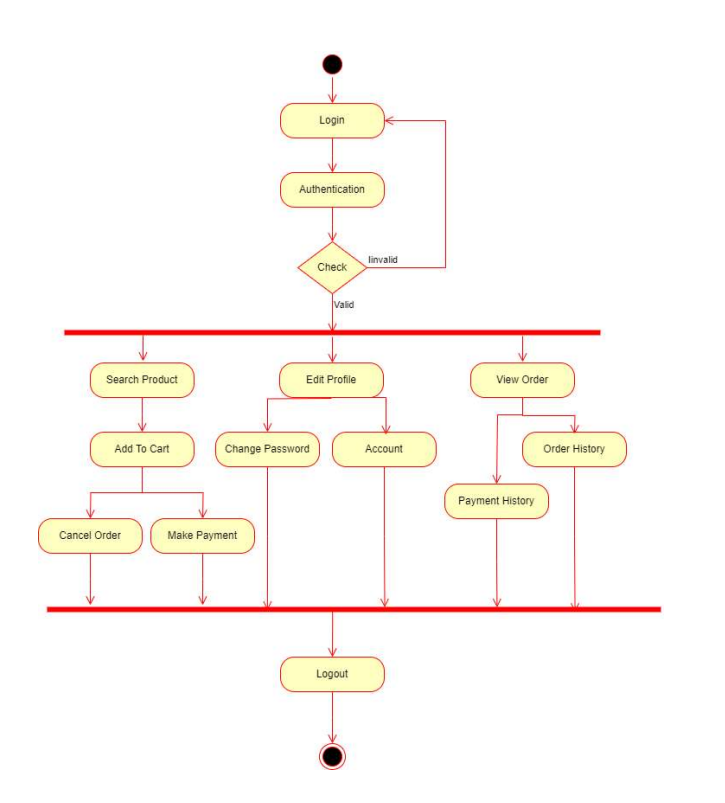 Login
Authentication
Check
Iinvalid
Valid
Search Product
Edit Profile
View Order
Add To Cart
Change Password
Account
Order History
Payment History
Cancel Order
Make Payment
Logout